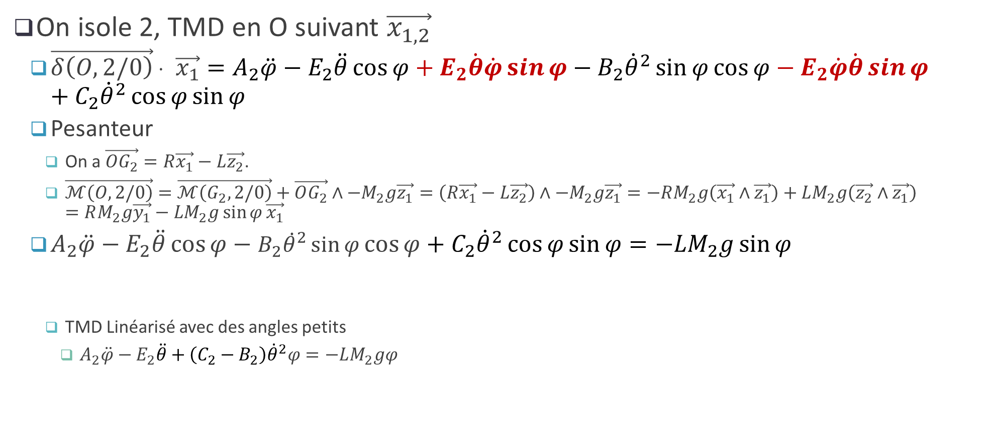 ❑ On isole 2, TMD en O suivant $\overrightarrow{x_{1,2}}$
❑ $\overrightarrow{\delta(O,2/0)} \cdot \overrightarrow{x_1} = A_2\ddot{\varphi} - E_2\ddot{\theta}\cos\varphi + E_2\dot{\theta}\dot{\varphi}\sin\varphi - B_2\dot{\theta}^2\sin\varphi\cos\varphi - E_2\dot{\varphi}\dot{\theta}\sin\varphi$
$+ C_2\dot{\theta}^2\cos\varphi\sin\varphi$
❑ Pesanteur
❑ On a $\overrightarrow{OG_2} = R\overrightarrow{x_1} - L\overrightarrow{z_2}$.
❑ $\overrightarrow{\mathcal{M}(O,2/0)} = \overrightarrow{\mathcal{M}(G_2,2/0)} + \overrightarrow{OG_2} \wedge -M_2g\overrightarrow{z_1} = (R\overrightarrow{x_1} - L\overrightarrow{z_2}) \wedge -M_2g\overrightarrow{z_1} = -RM_2g(\overrightarrow{x_1} \wedge \overrightarrow{z_1}) + LM_2g(\overrightarrow{z_2} \wedge \overrightarrow{z_1})$
$= RM_2g\overrightarrow{y_1} - LM_2g\sin\varphi\,\overrightarrow{x_1}$
❑ $A_2\ddot{\varphi} - E_2\ddot{\theta}\cos\varphi - B_2\dot{\theta}^2\sin\varphi\cos\varphi + C_2\dot{\theta}^2\cos\varphi\sin\varphi = -LM_2g\sin\varphi$
❑ TMD Linéarisé avec des angles petits
❑ $A_2\ddot{\varphi} - E_2\ddot{\theta} + (C_2 - B_2)\dot{\theta}^2\varphi = -LM_2g\varphi$